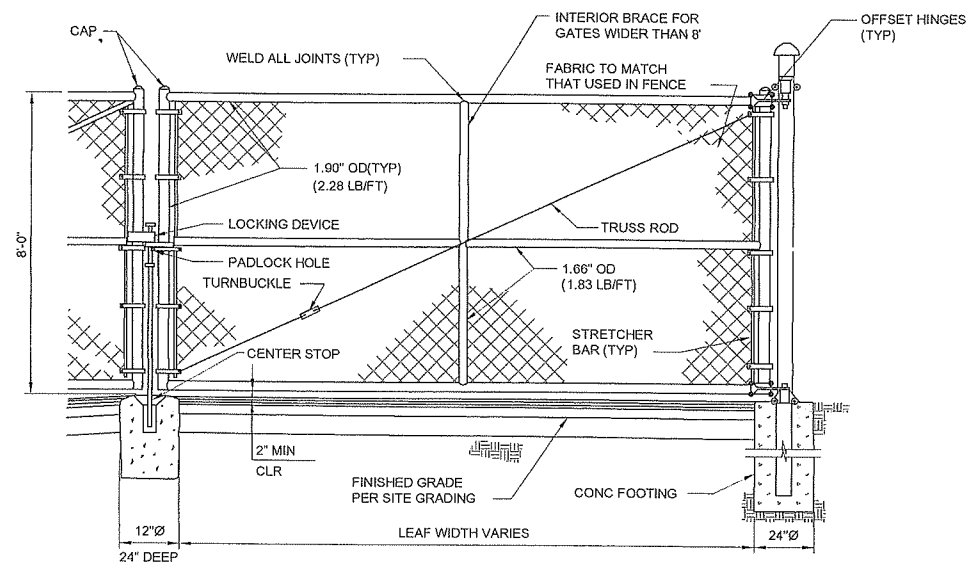 INTERIOR BRACE FOR
GATES WIDER THAN 8'
OFFSET HINGES
(TYP)
CAP
WELD ALL JOINTS (TYP)
FABRIC TO MATCH
THAT USED IN FENCE
1.90" OD(TYP)
(2.28 LB/FT)
8'-0"
LOCKING DEVICE
TRUSS ROD
PADLOCK HOLE
TURNBUCKLE
1.66" OD
(1.83 LB/FT)
STRETCHER
BAR (TYP)
CENTER STOP
2" MIN
CLR
FINISHED GRADE
PER SITE GRADING
CONC FOOTING
12"Ø
24" DEEP
LEAF WIDTH VARIES
24"Ø